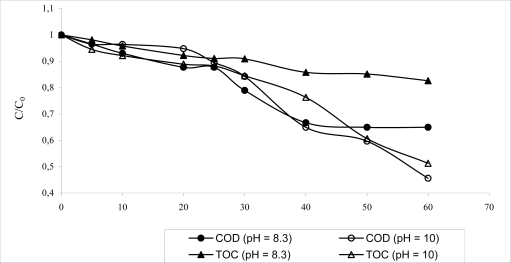 1,1
1
0,9
0,8
0,7
0,6
0,5
0,4
C/C0
0 10 20 30 40 50 60 70
COD (pH = 8.3) COD (pH = 10)
TOC (pH = 8.3) TOC (pH = 10)